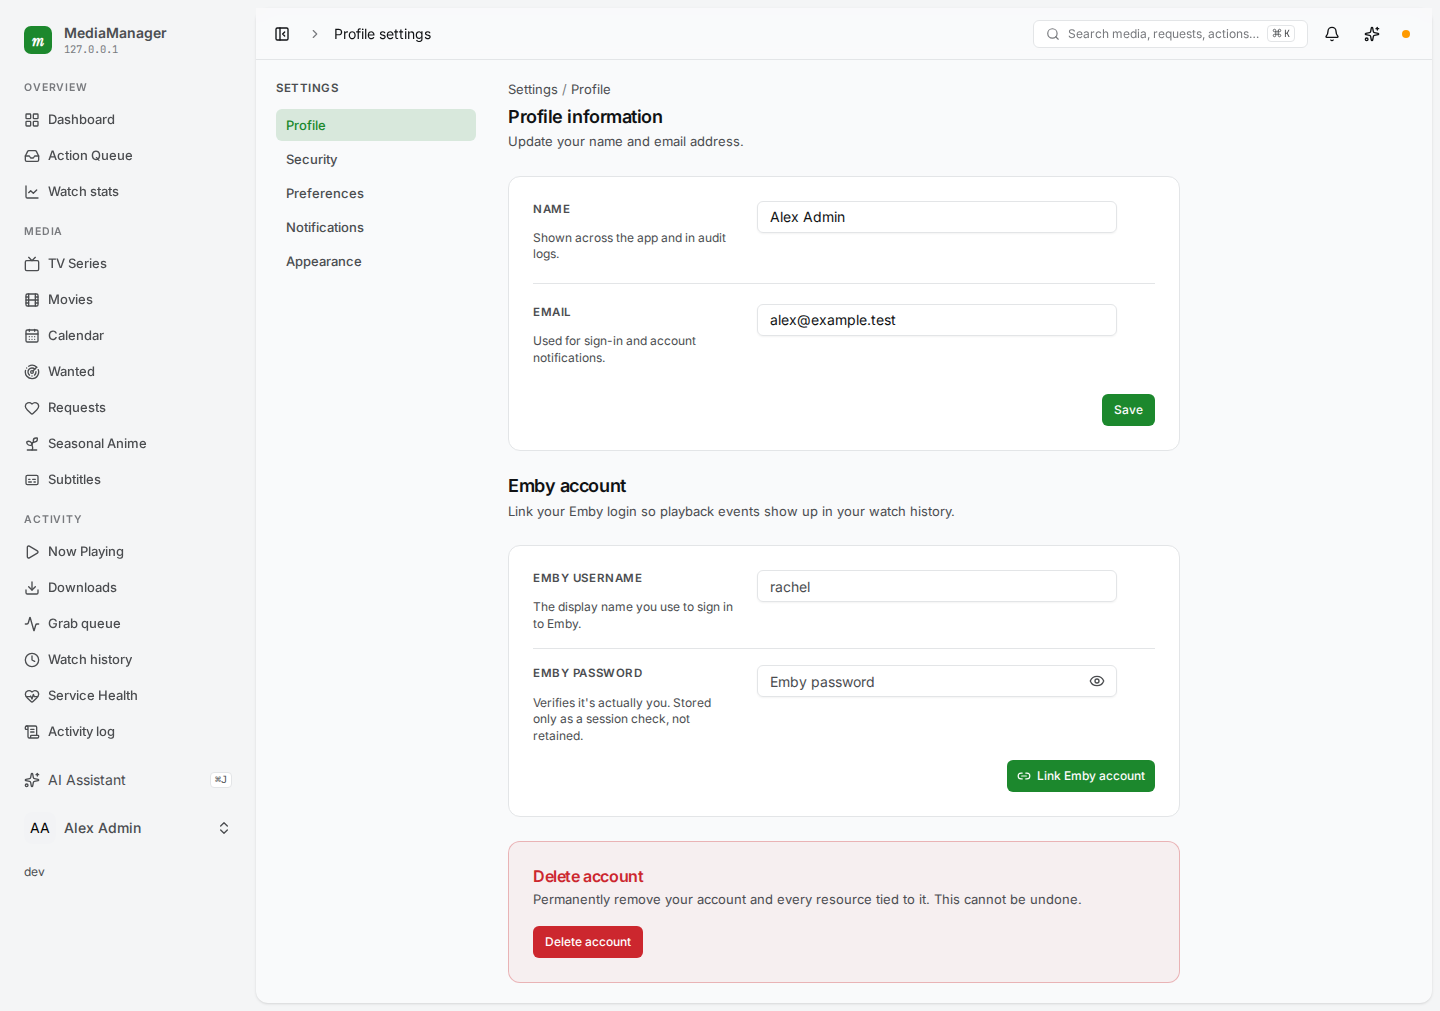 m
MediaManager
127.0.0.1
OVERVIEW
Dashboard
Action Queue
Watch stats
MEDIA
TV Series
Movies
Calendar
Wanted
Requests
Seasonal Anime
Subtitles
ACTIVITY
Now Playing
Downloads
Grab queue
Watch history
Service Health
Activity log
AI Assistant ⌘J
AA Alex Admin
dev
Profile settings
Search media, requests, actions... ⌘ K
SETTINGS
Profile
Security
Preferences
Notifications
Appearance
Settings / Profile
Profile information
Update your name and email address.
NAME
Shown across the app and in audit
logs.
Alex Admin
EMAIL
Used for sign-in and account
notifications.
alex@example.test
Save
Emby account
Link your Emby login so playback events show up in your watch history.
EMBY USERNAME
The display name you use to sign in
to Emby.
rachel
EMBY PASSWORD
Verifies it's actually you. Stored
only as a session check, not
retained.
Emby password
Link Emby account
Delete account
Permanently remove your account and every resource tied to it. This cannot be undone.
Delete account